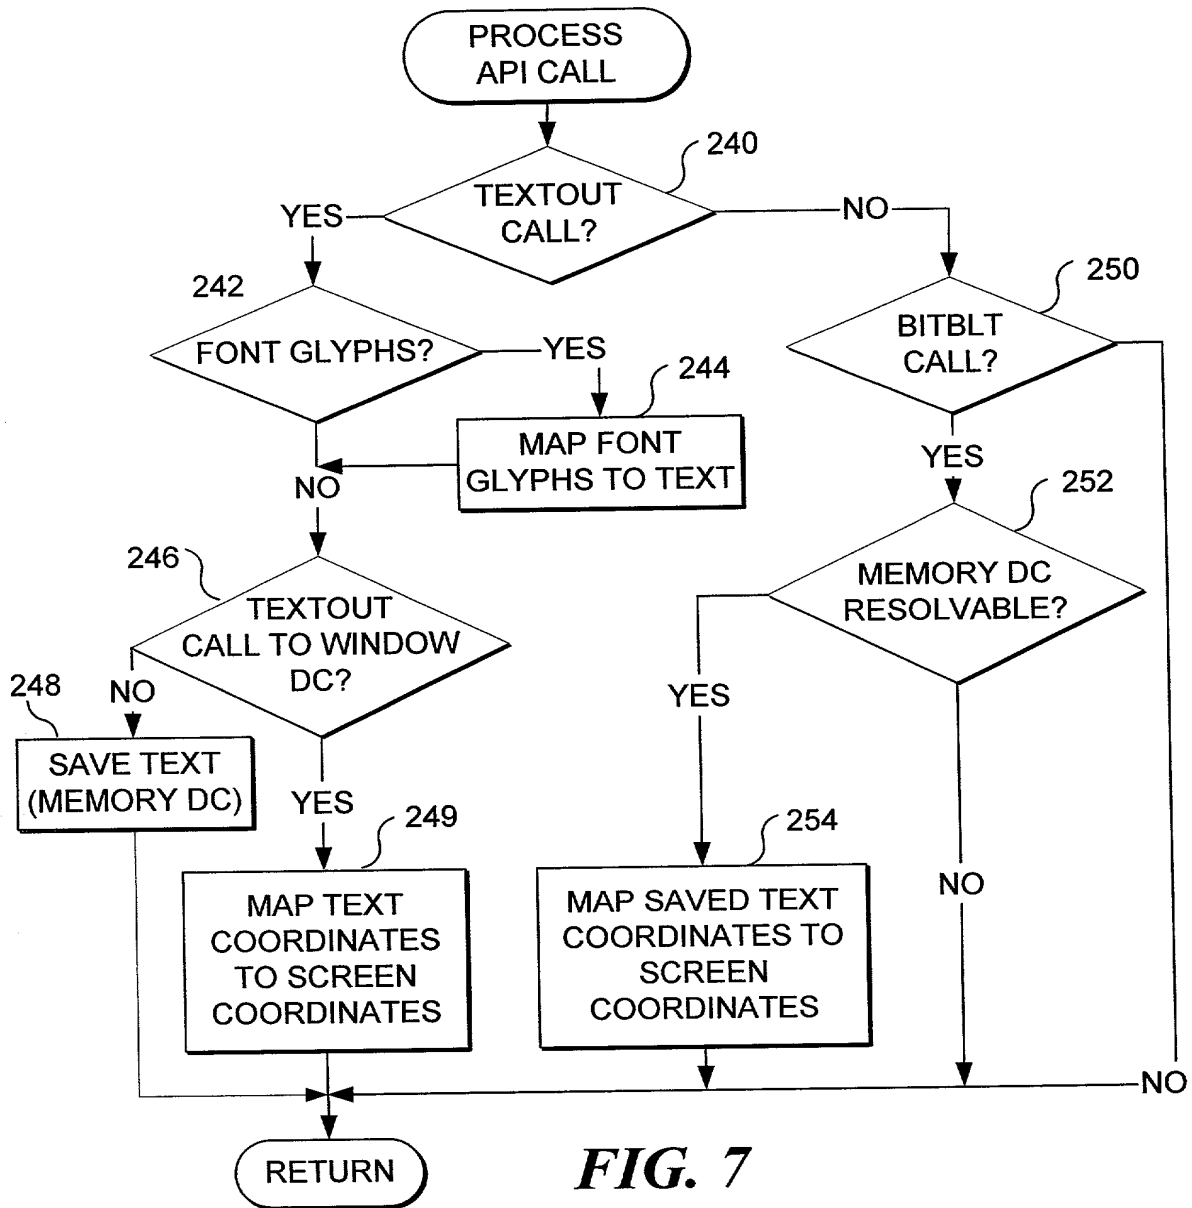 PROCESS
API CALL
240
TEXTOUT
CALL?
YES
NO
242
FONT GLYPHS?
YES
244
MAP FONT
GLYPHS TO TEXT
NO
250
BITBLT
CALL?
YES
252
MEMORY DC
RESOLVABLE?
246
TEXTOUT
CALL TO WINDOW
DC?
248
NO
SAVE TEXT
(MEMORY DC)
YES
249
MAP TEXT
COORDINATES
TO SCREEN
COORDINATES
YES
254
MAP SAVED TEXT
COORDINATES TO
SCREEN
COORDINATES
NO
NO
RETURN
FIG. 7